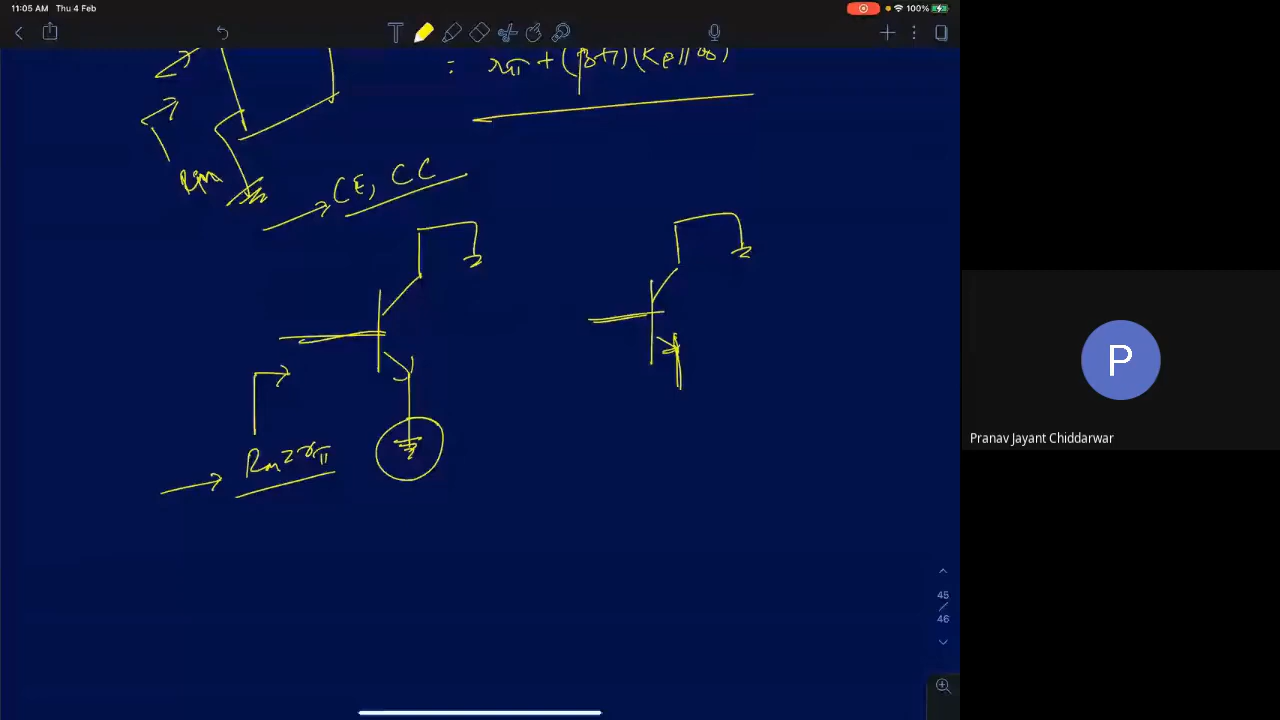 11:05 AM Thu 4 Feb
100%
: rπ + (β+1)(RE || ∞)
Rin
CE, CC
Rin = rπ
P
Pranav Jayant Chiddarwar
45
/
46